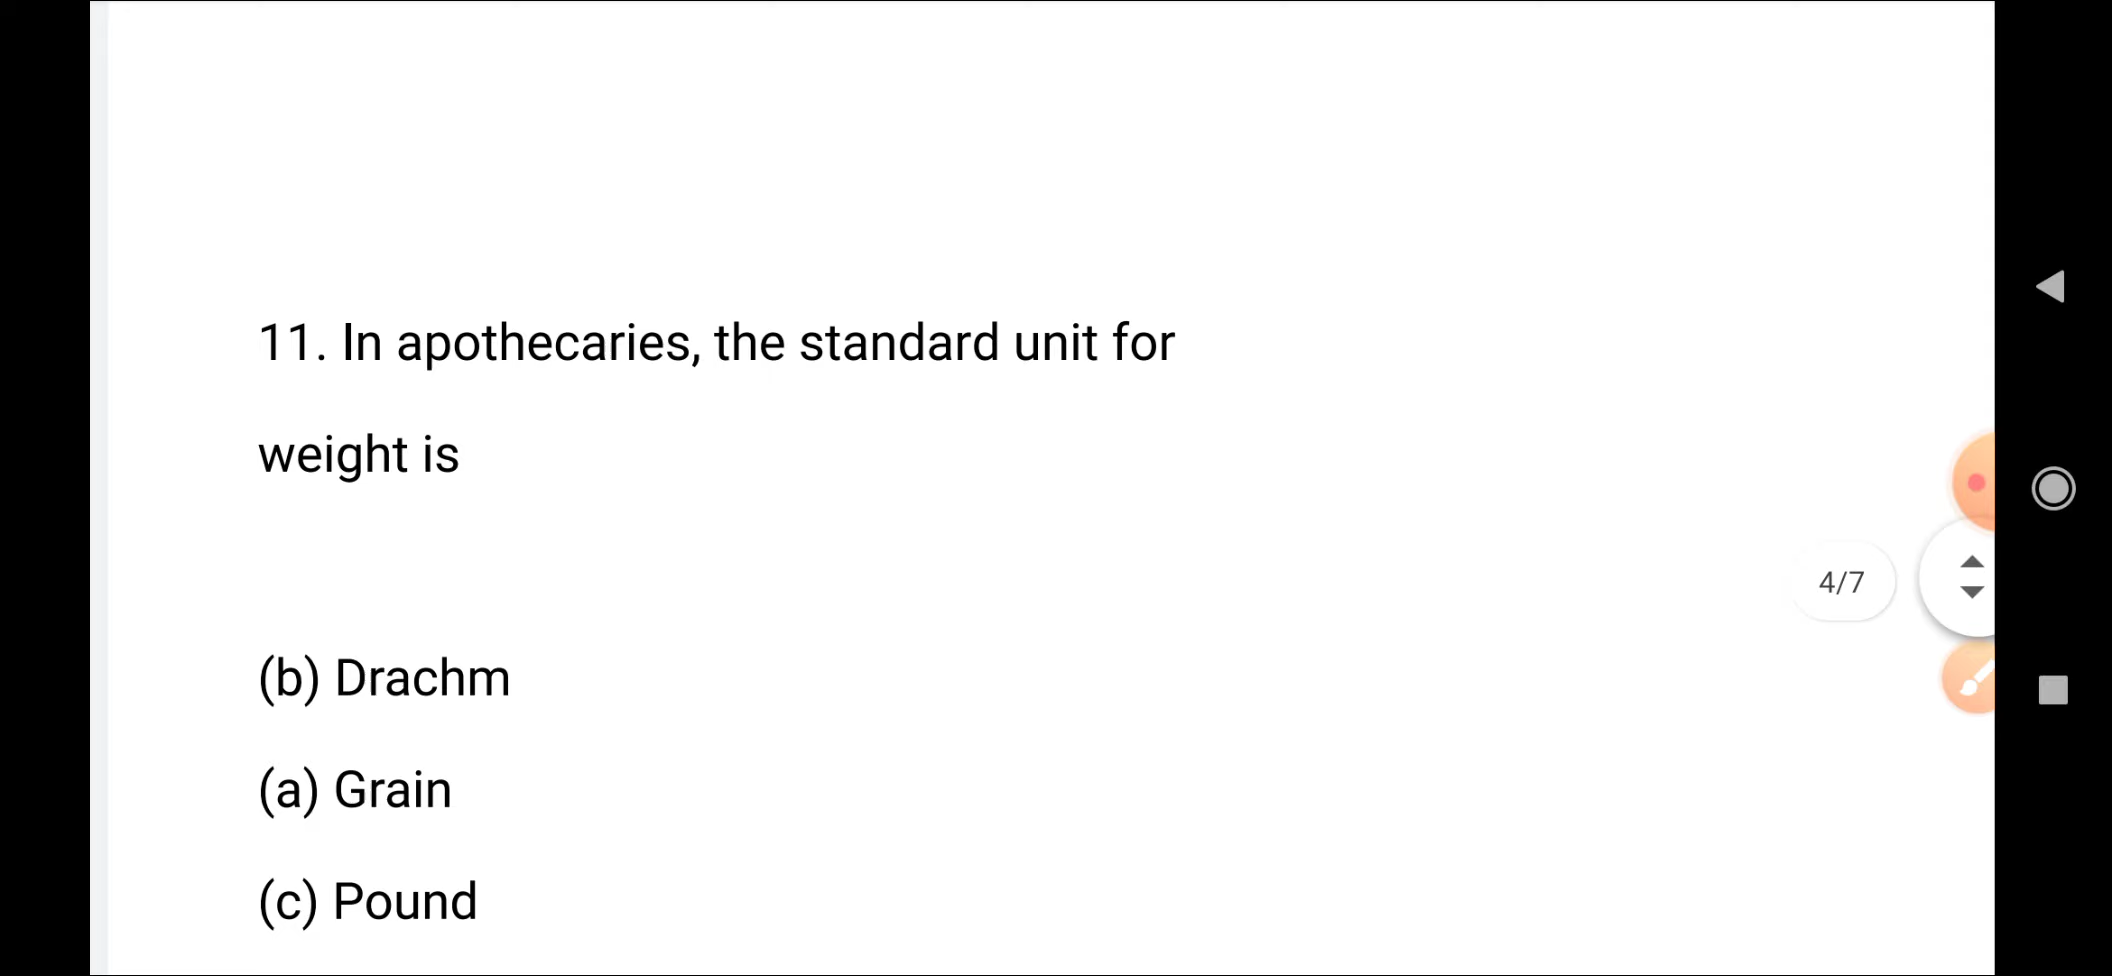 11. In apothecaries, the standard unit for
weight is
4/7
(b) Drachm
(a) Grain
(c) Pound